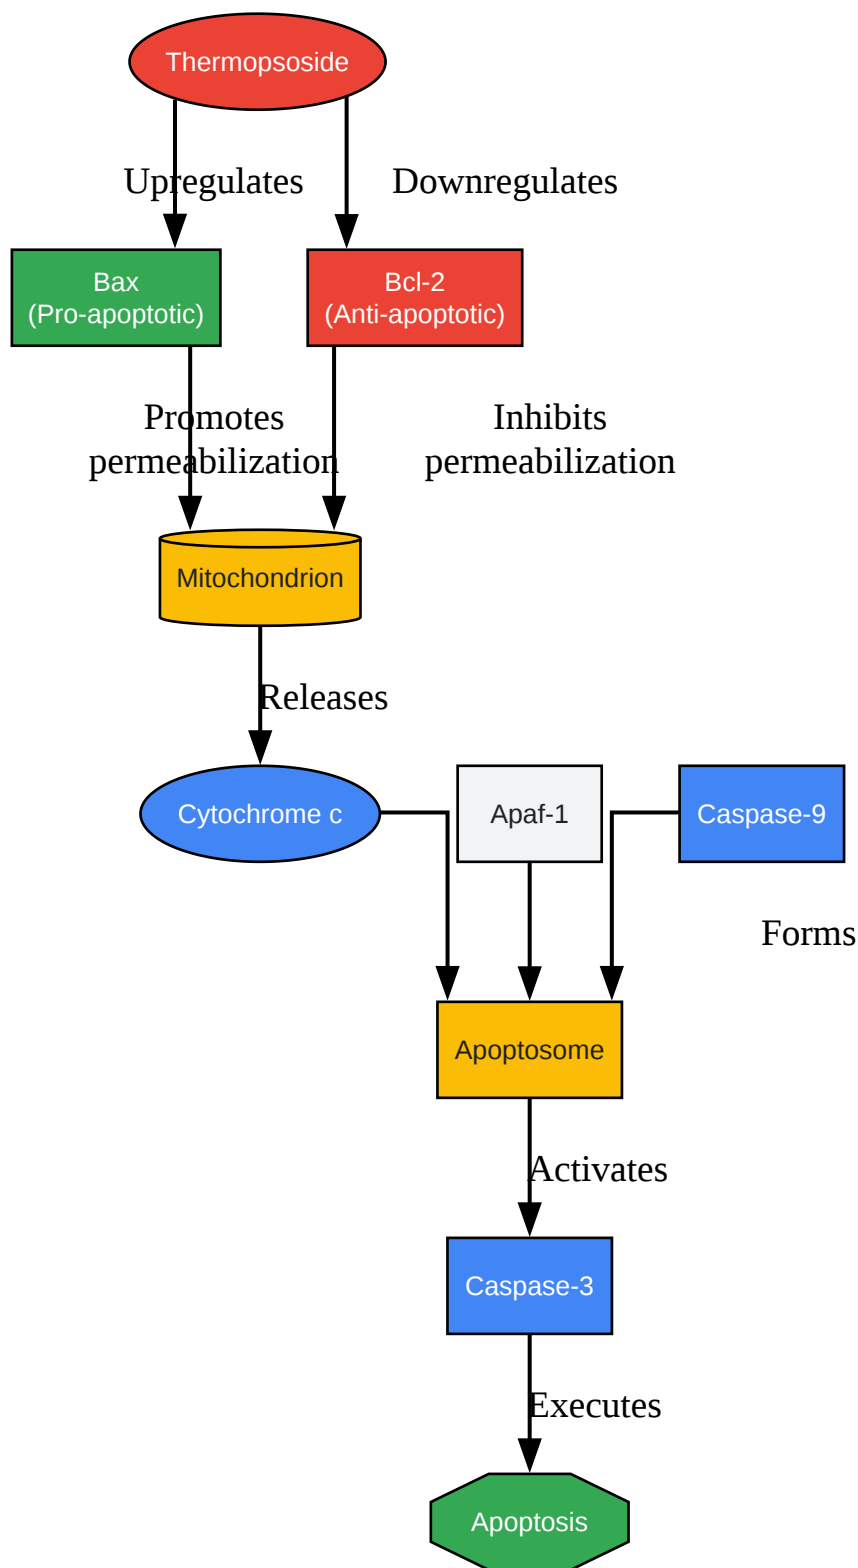 Thermopsoside
Upregulates
Downregulates
Bax
(Pro-apoptotic)
Bcl-2
(Anti-apoptotic)
Promotes
permeabilization
Inhibits
permeabilization
Mitochondrion
Releases
Cytochrome c
Apaf-1
Caspase-9
Forms
Apoptosome
Activates
Caspase-3
Executes
Apoptosis